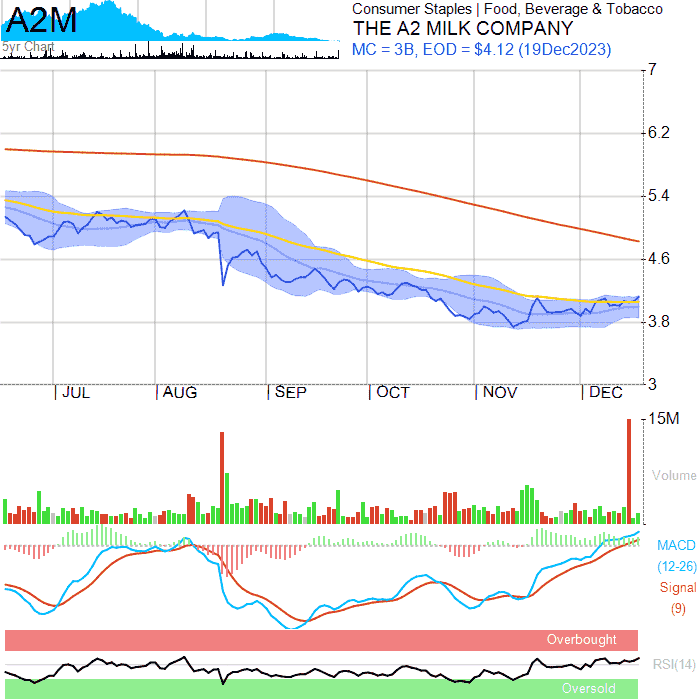 A2M
5yr Chart
Consumer Staples | Food, Beverage & Tobacco
THE A2 MILK COMPANY
MC = 3B, EOD = $4.12 (19Dec2023)
7
6.2
5.4
4.6
3.8
3
JUL AUG SEP OCT NOV DEC
15M
Volume
MACD
(12-26)
Signal
(9)
Overbought
RSI(14)
Oversold